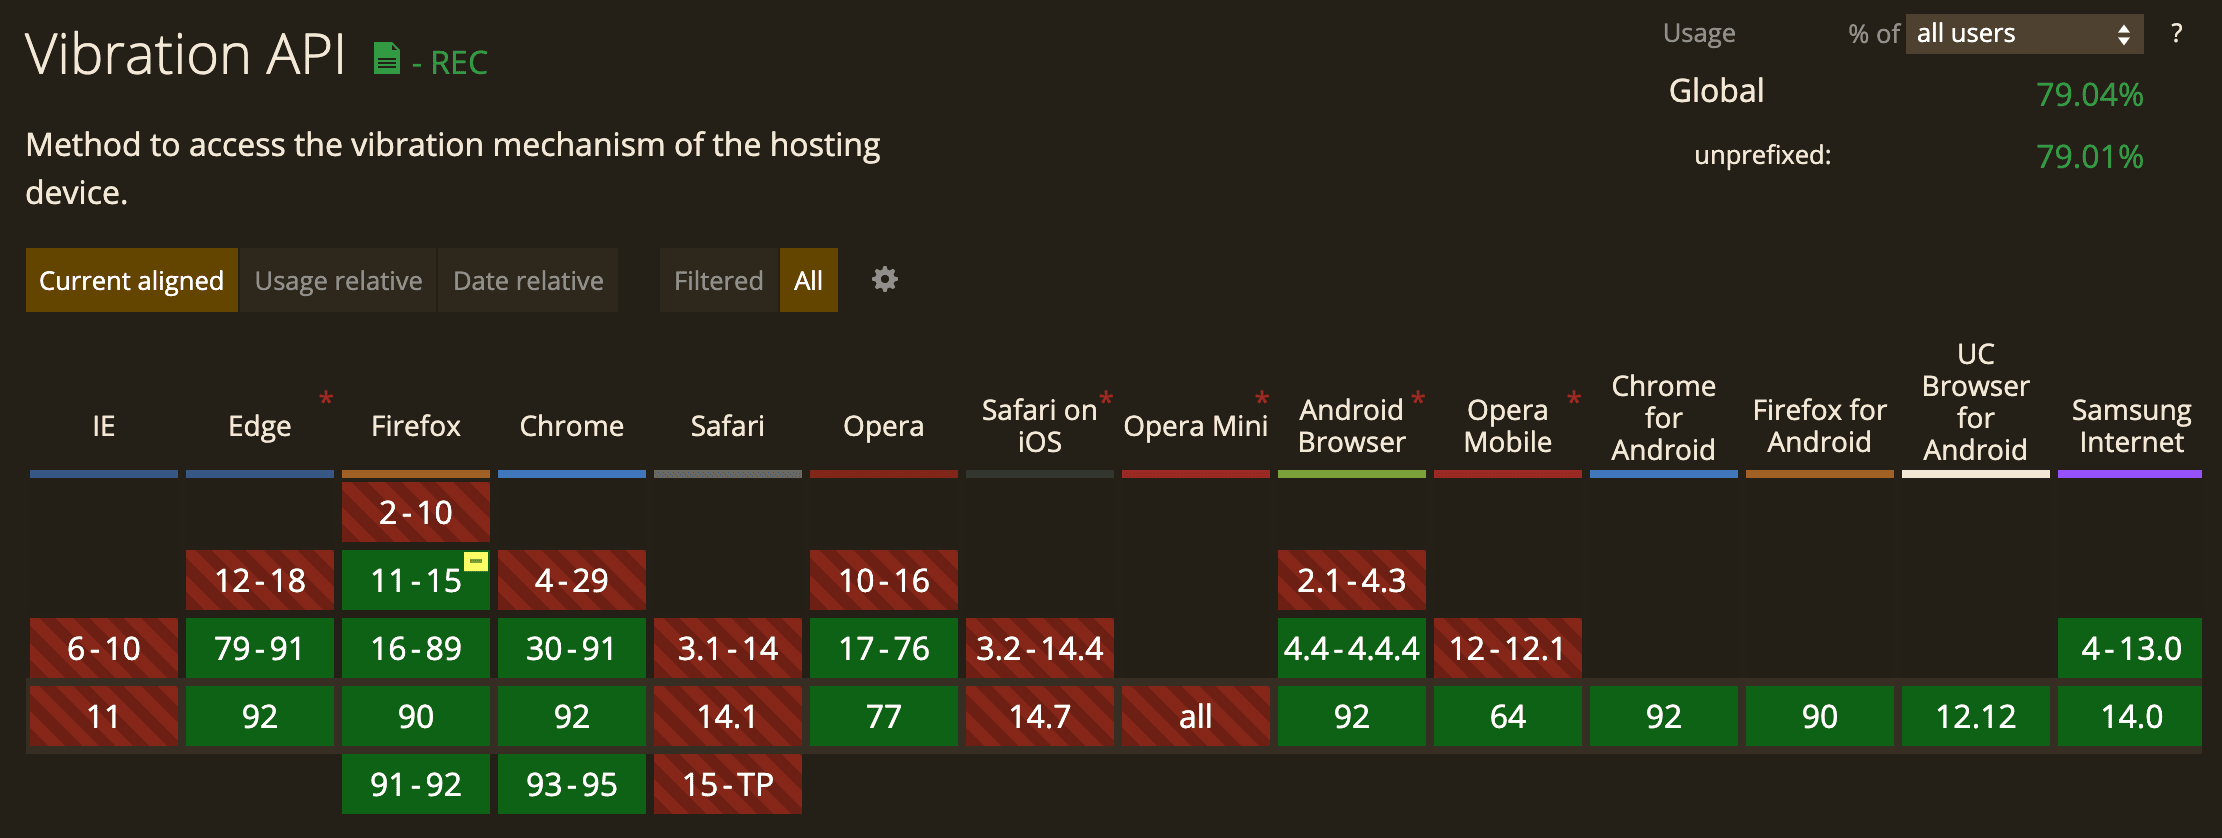 Vibration API - REC
Usage % of all users ?
Global 79.04%
unprefixed: 79.01%
Method to access the vibration mechanism of the hosting
device.
Current aligned Usage relative Date relative Filtered All
IE
Edge *
Firefox
Chrome
Safari
Opera
Safari on *
iOS
Opera Mini *
Android *
Browser
Opera *
Mobile
Chrome
for
Android
Firefox for
Android
UC
Browser
for
Android
Samsung
Internet
2-10
12-18 11-15 4-29 10-16 2.1-4.3
6-10 79-91 16-89 30-91 3.1-14 17-76 3.2-14.4 4.4-4.4.4 12-12.1 4-13.0
11 92 90 92 14.1 77 14.7 all 92 64 92 90 12.12 14.0
91-92 93-95 15-TP